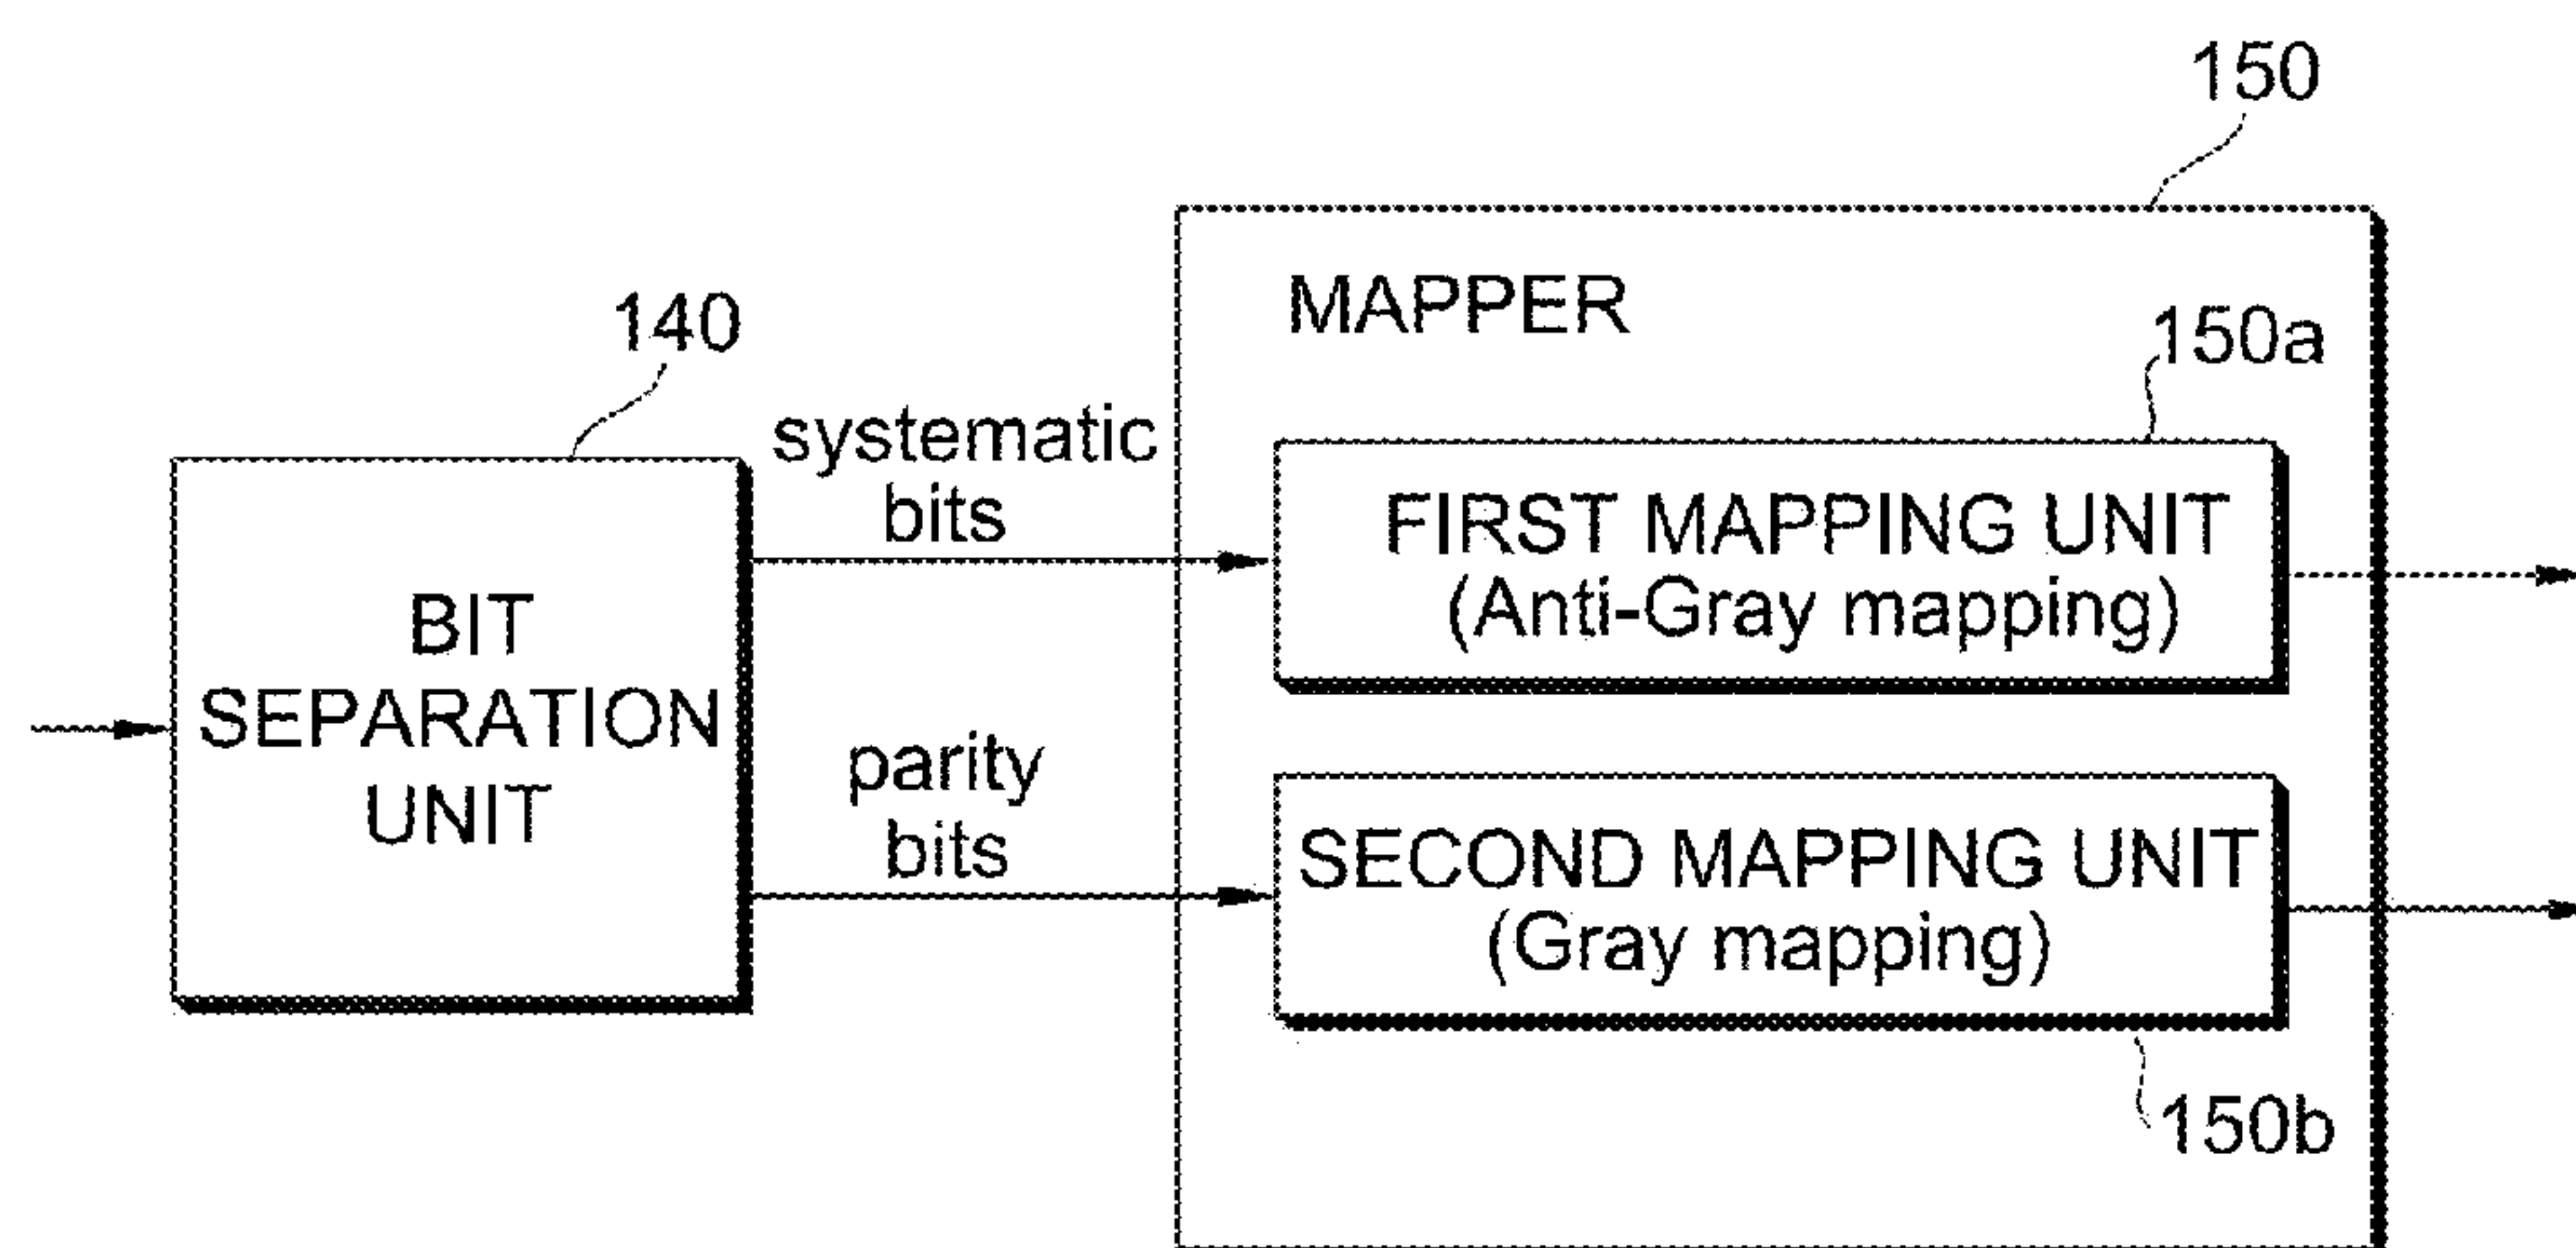 150
MAPPER
140
150a
systematic
bits
FIRST MAPPING UNIT
(Anti-Gray mapping)
BIT
SEPARATION
UNIT
parity
bits
SECOND MAPPING UNIT
(Gray mapping)
150b